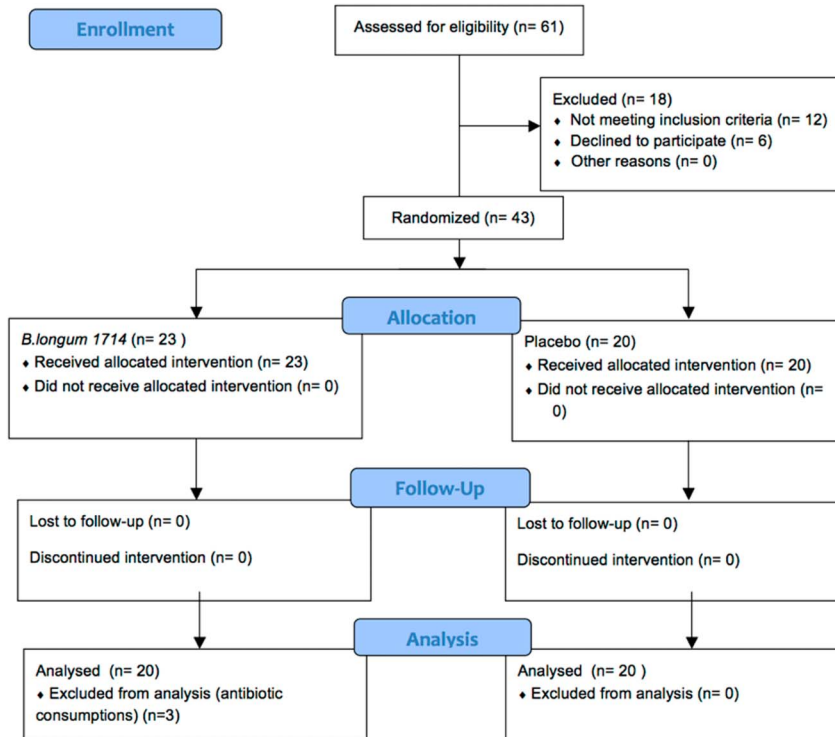 Enrollment
Assessed for eligibility (n= 61)
Excluded (n= 18)
♦ Not meeting inclusion criteria (n= 12)
♦ Declined to participate (n= 6)
♦ Other reasons (n= 0)
Randomized (n= 43)
Allocation
B.longum 1714 (n= 23 )
♦ Received allocated intervention (n= 23)
♦ Did not receive allocated intervention (n= 0)
Placebo (n= 20)
♦ Received allocated intervention (n= 20)
♦ Did not receive allocated intervention (n=
0)
Follow-Up
Lost to follow-up (n= 0)
Discontinued intervention (n= 0)
Lost to follow-up (n= 0)
Discontinued intervention (n= 0)
Analysis
Analysed (n= 20)
♦ Excluded from analysis (antibiotic
consumptions) (n=3)
Analysed (n= 20 )
♦ Excluded from analysis (n= 0)